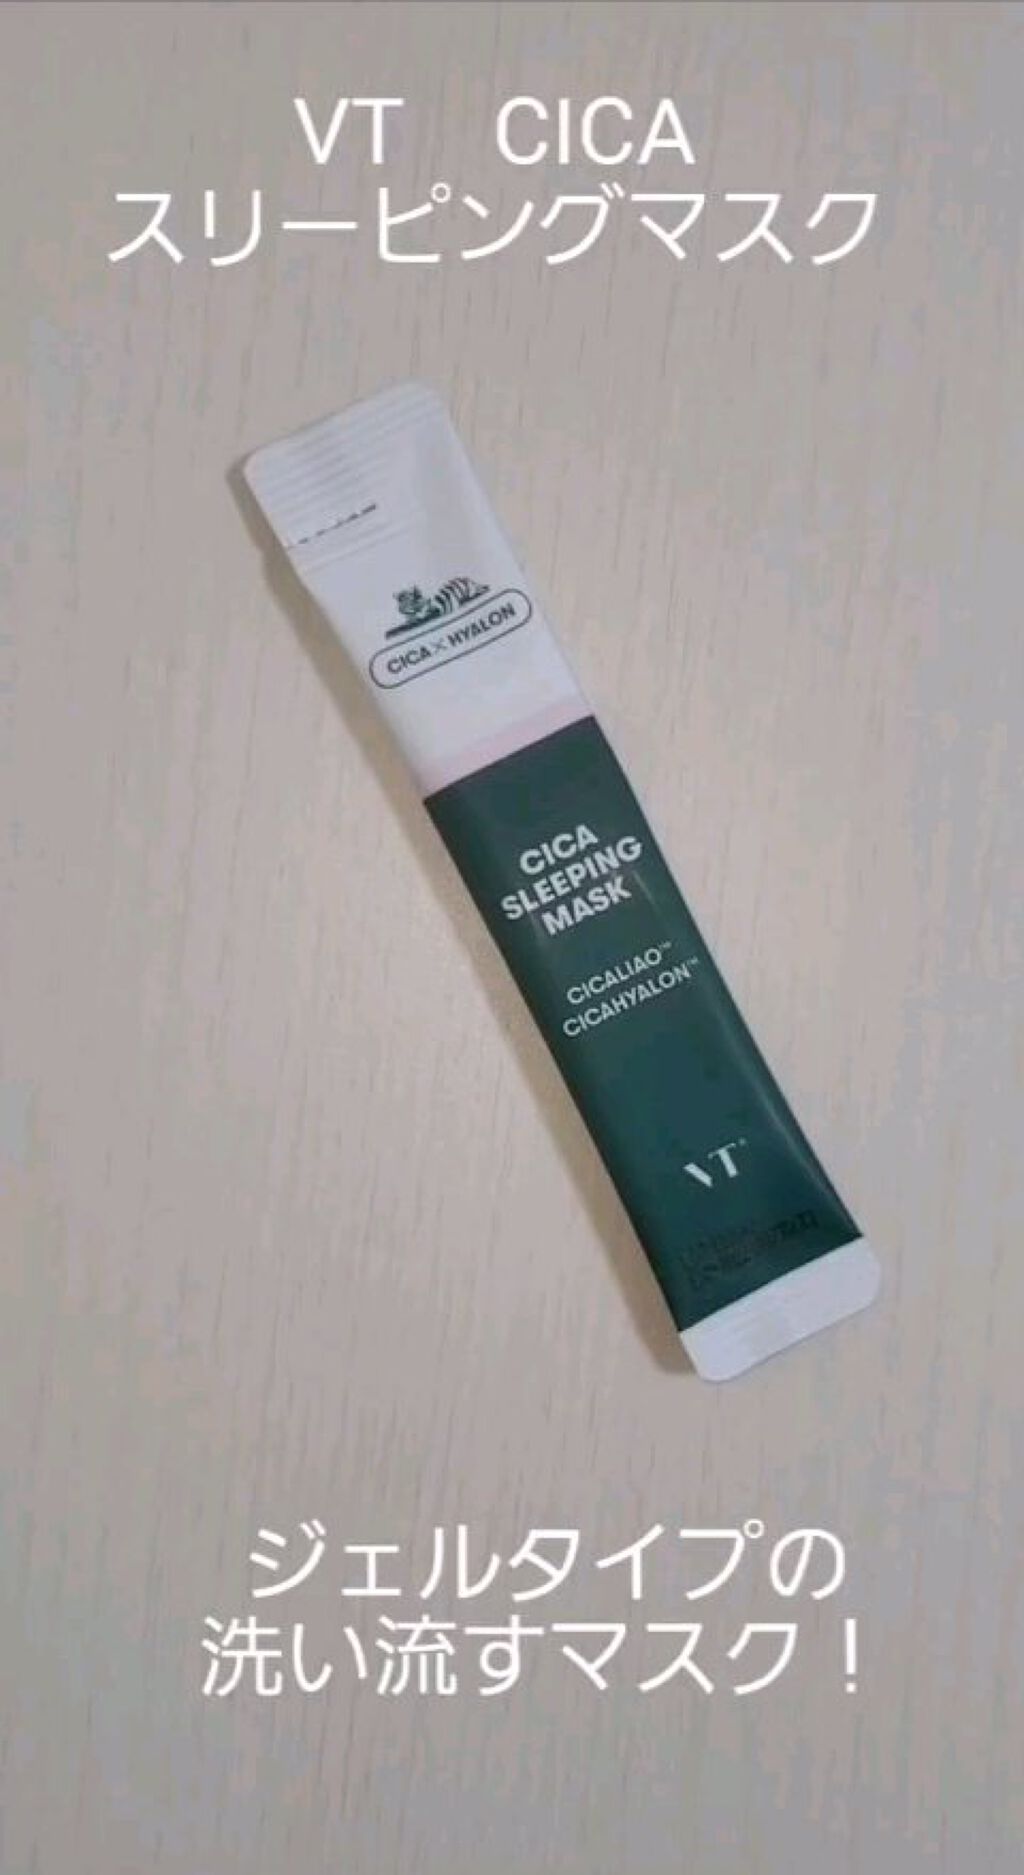 VT　CICA
スリーピングマスク
CICA×HYALON
CICA
SLEEPING
MASK
CICALIAO™
CICAHYALON™
VT
ジェルタイプの
洗い流すマスク！